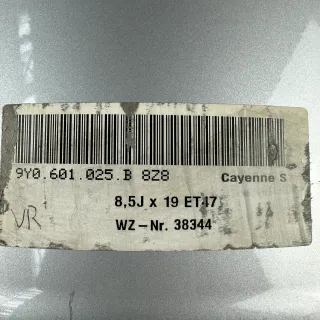 9Y0.601.025.B 8Z8 Cayenne S
8,5J x 19 ET47
WZ-Nr. 38344
VR